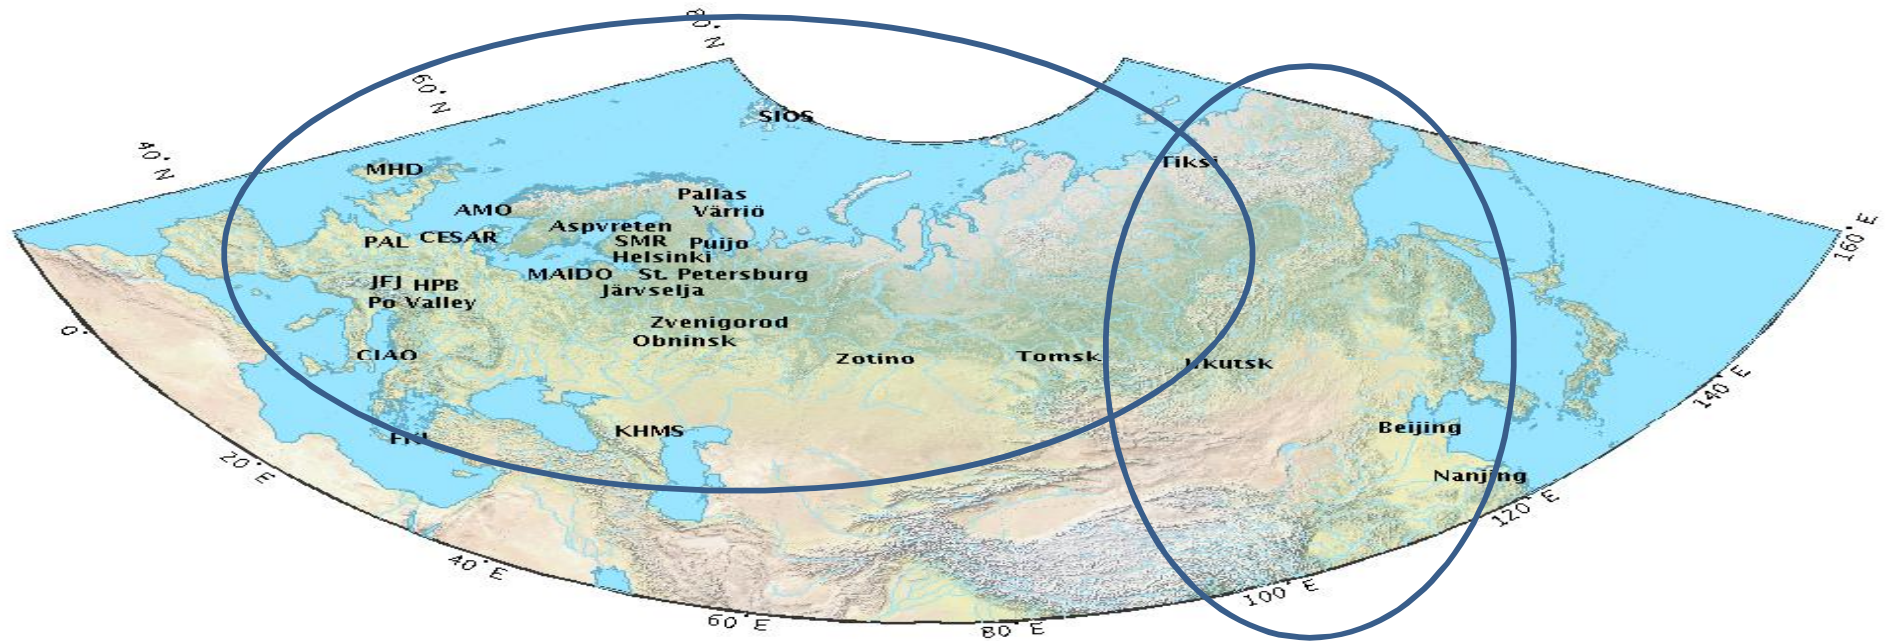 80°N
60°N
40°N
SIOS
MHD
Tiksi
Pallas
AMO
Värriö
Aspvreten
PAL
CESAR
SMR
Puijo
Helsinki
MAIDO
St. Petersburg
JFJ
HPB
Järvselja
Po Valley
Zvenigorod
Obninsk
CIAO
Zotino
Tomsk
Irkutsk
KHMS
Beijing
Nanjing
0°
20°E
40°E
60°E
80°E
100°E
120°E
140°E
160°E